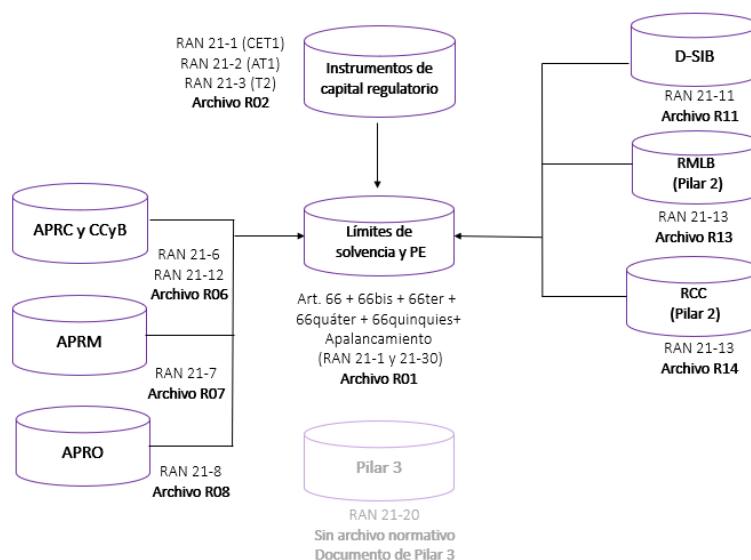 RAN 21-1 (CET1)
RAN 21-2 (AT1)
RAN 21-3 (T2)
Archivo R02
Instrumentos de
capital regulatorio
D-SIB
RAN 21-11
Archivo R11
RMLB
(Pilar 2)
RAN 21-13
Archivo R13
RCC
(Pilar 2)
RAN 21-13
Archivo R14
APRC y CCyB
RAN 21-6
RAN 21-12
Archivo R06
APRM
RAN 21-7
Archivo R07
APRO
RAN 21-8
Archivo R08
Límites de
solvencia y PE
Art. 66 + 66bis + 66ter +
66quáter + 66quinquies+
Apalancamiento
(RAN 21-1 y 21-30)
Archivo R01
Pilar 3
RAN 21-20
Sin archivo normativo
Documento de Pilar 3